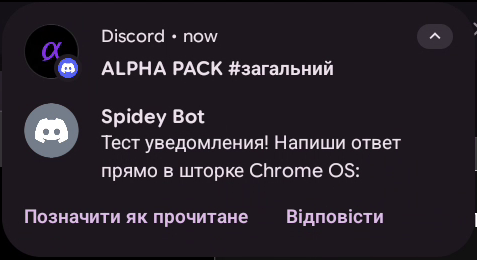 Discord • now
ALPHA PACK #загальний
Spidey Bot
Тест уведомления! Напиши ответ
прямо в шторке Chrome OS:
Позначити як прочитане Відповісти